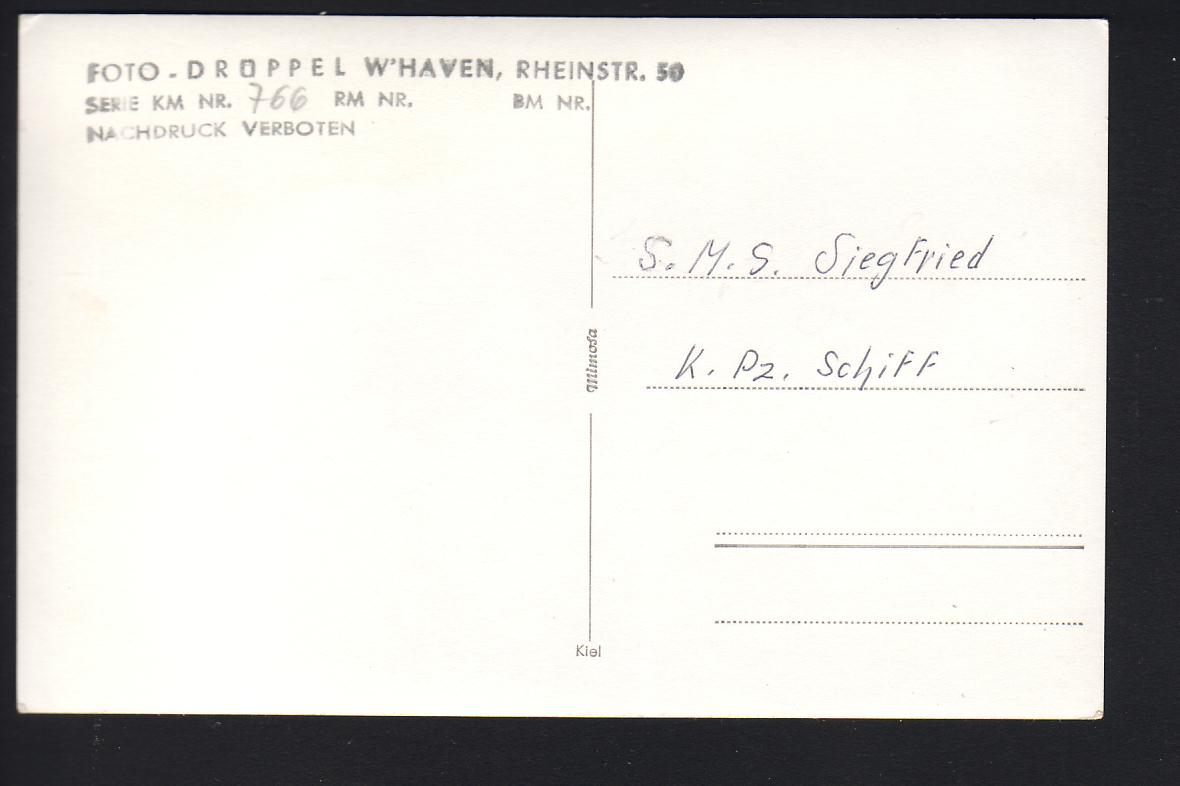 FOTO - DRÖPPEL W'HAVEN, RHEINSTR. 50
SERIE KM NR. 766 RM NR. BM NR.
NACHDRUCK VERBOTEN
S. M. S. Siegfried
K. Pz. Schiff
Mimosa
Kiel